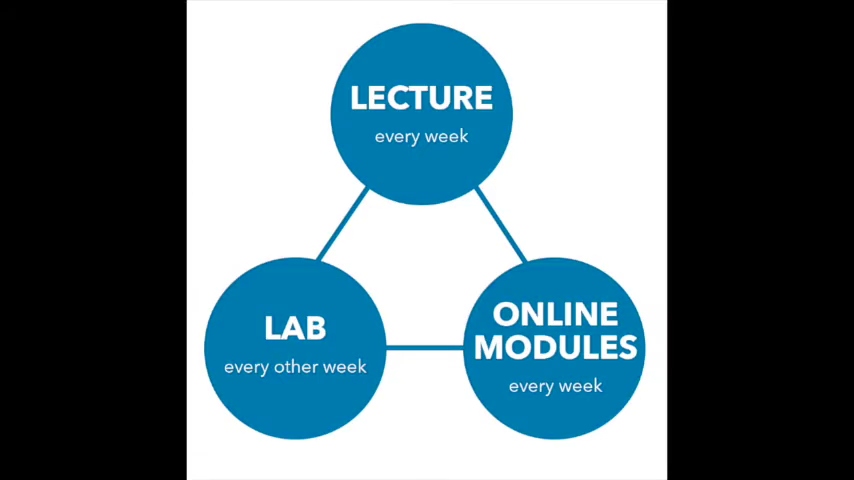 LECTURE
every week
LAB
every other week
ONLINE
MODULES
every week